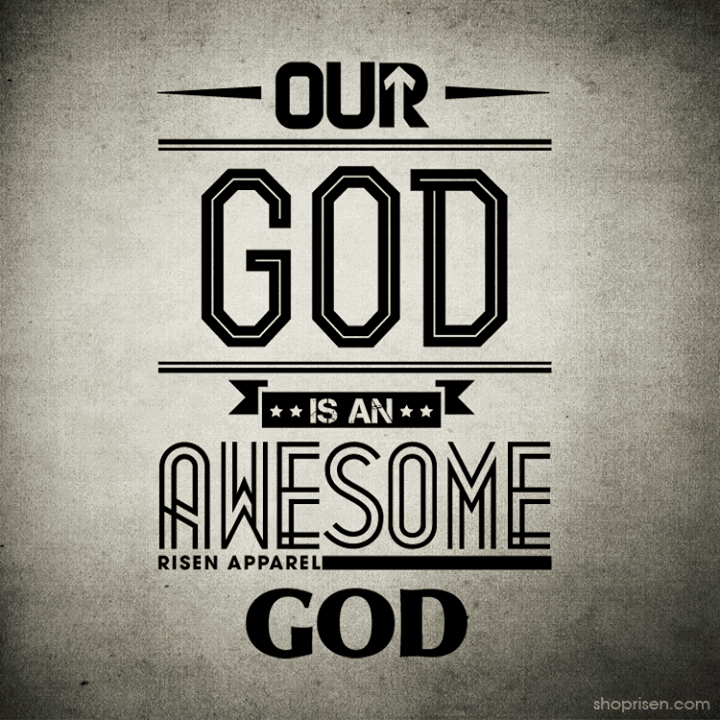 OUR
GOD
IS AN
AWESOME
RISEN APPAREL
GOD
shoprisen.com